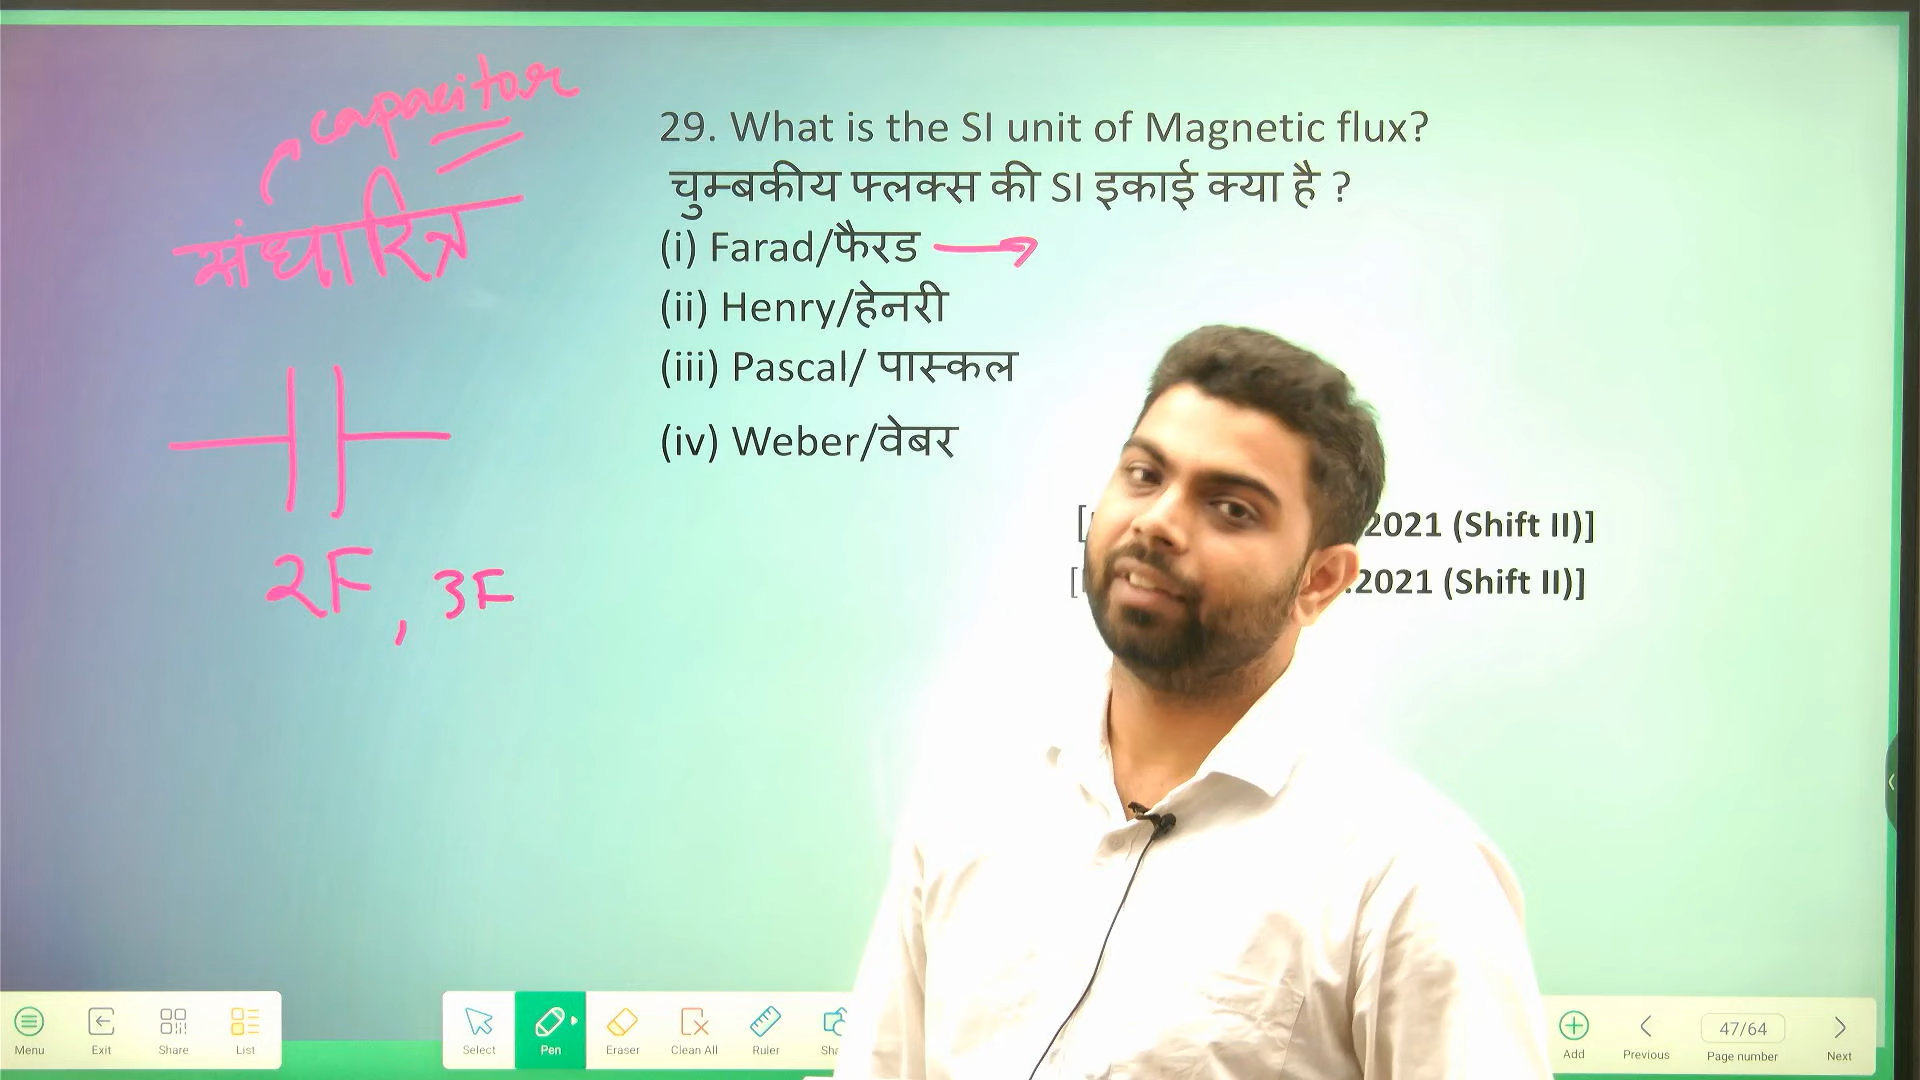 capacitor
संधारित्र
2F, 3F
29. What is the SI unit of Magnetic flux?
चुम्बकीय फ्लक्स की SI इकाई क्या है ?
(i) Farad/फैरड
(ii) Henry/हेनरी
(iii) Pascal/ पास्कल
(iv) Weber/वेबर
2021 (Shift II)]
.2021 (Shift II)]
Menu Exit Share List Select Pen Eraser Clean All Ruler Add Previous 47/64 Page number Next